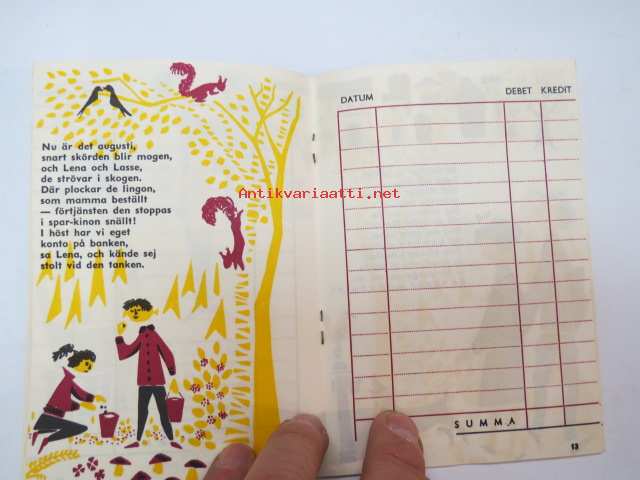 Nu är det augusti,
snart skörden blir mogen,
och Lena och Lasse,
de strövar i skogen.
Där plockar de lingon,
som mamma beställt
— förtjänsten den stoppas
i spar-kinon snällt!
I höst har vi eget
konto på banken,
sa Lena, och kände sej
stolt vid den tanken.
Antikvariaatti.net
DATUM DEBET KREDIT
SUMMA
13